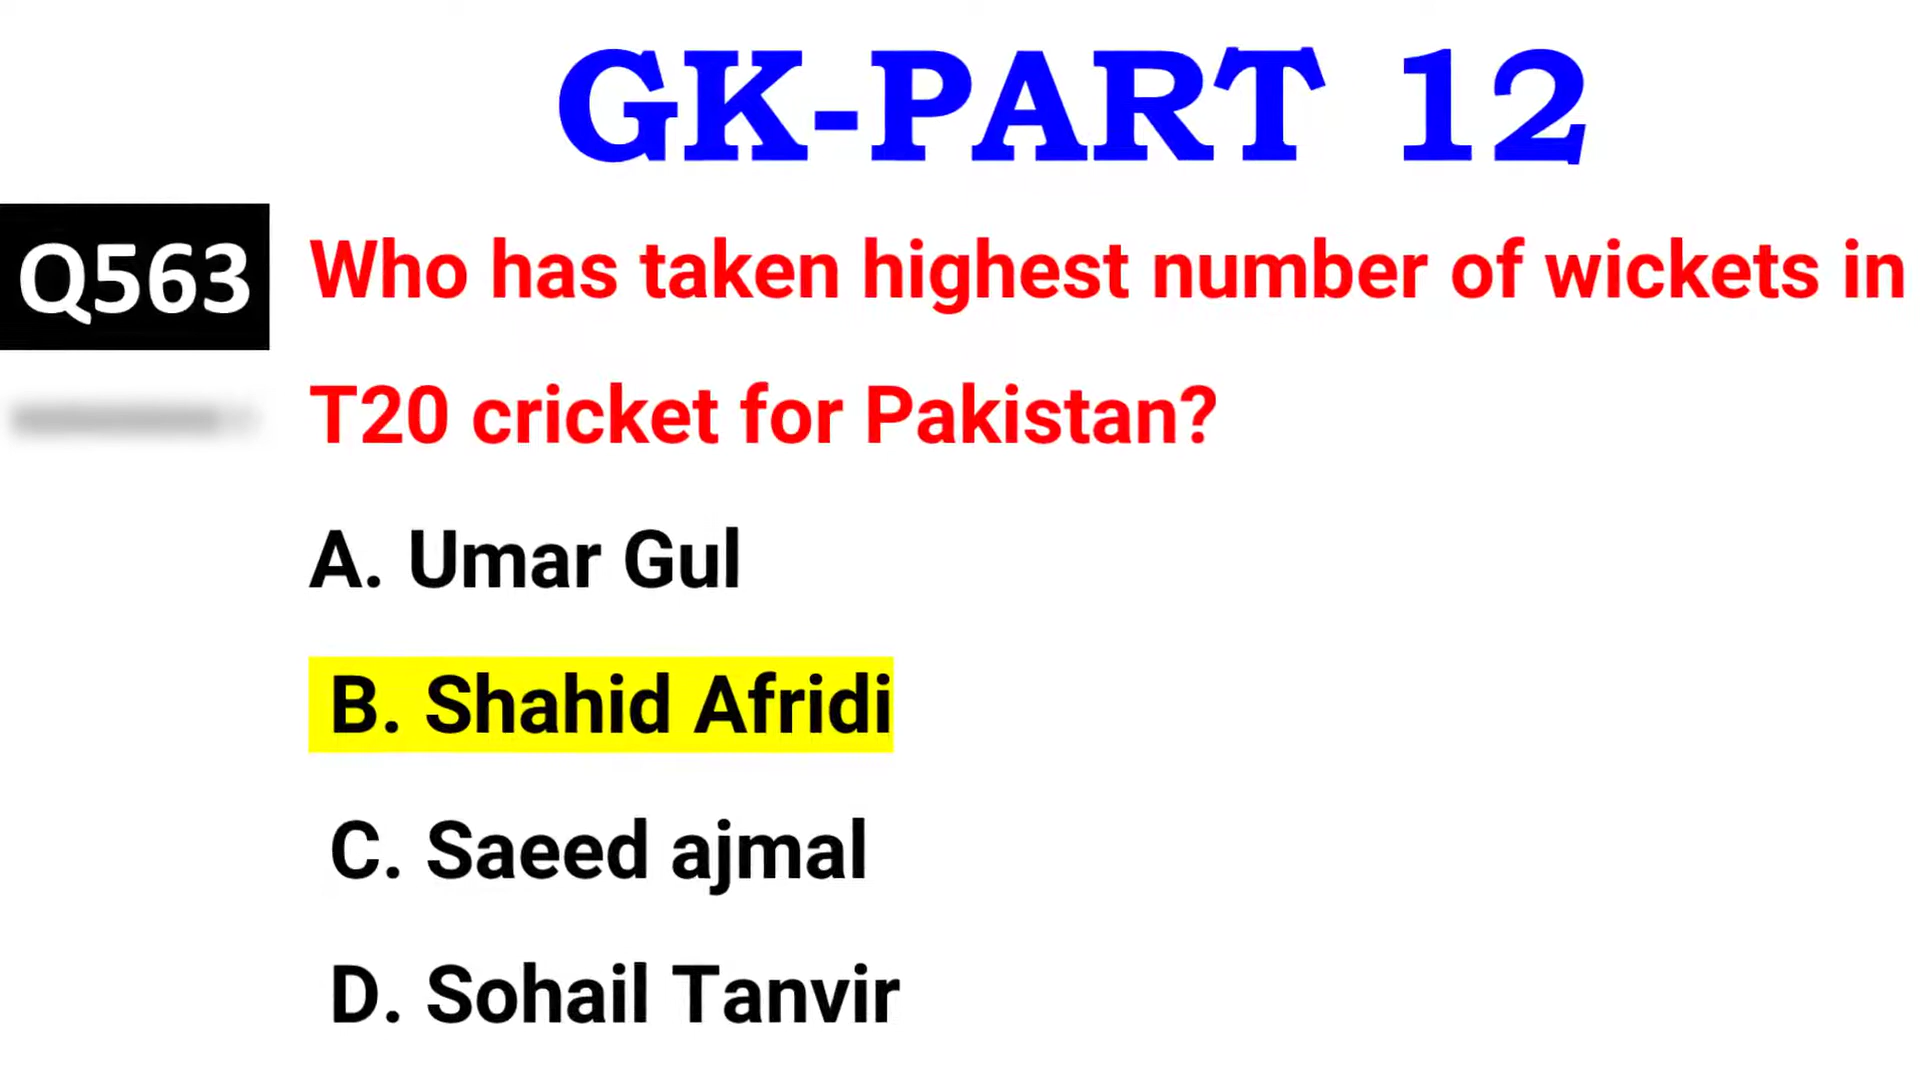 GK-PART 12
Q563 Who has taken highest number of wickets in
T20 cricket for Pakistan?
A. Umar Gul
B. Shahid Afridi
C. Saeed ajmal
D. Sohail Tanvir